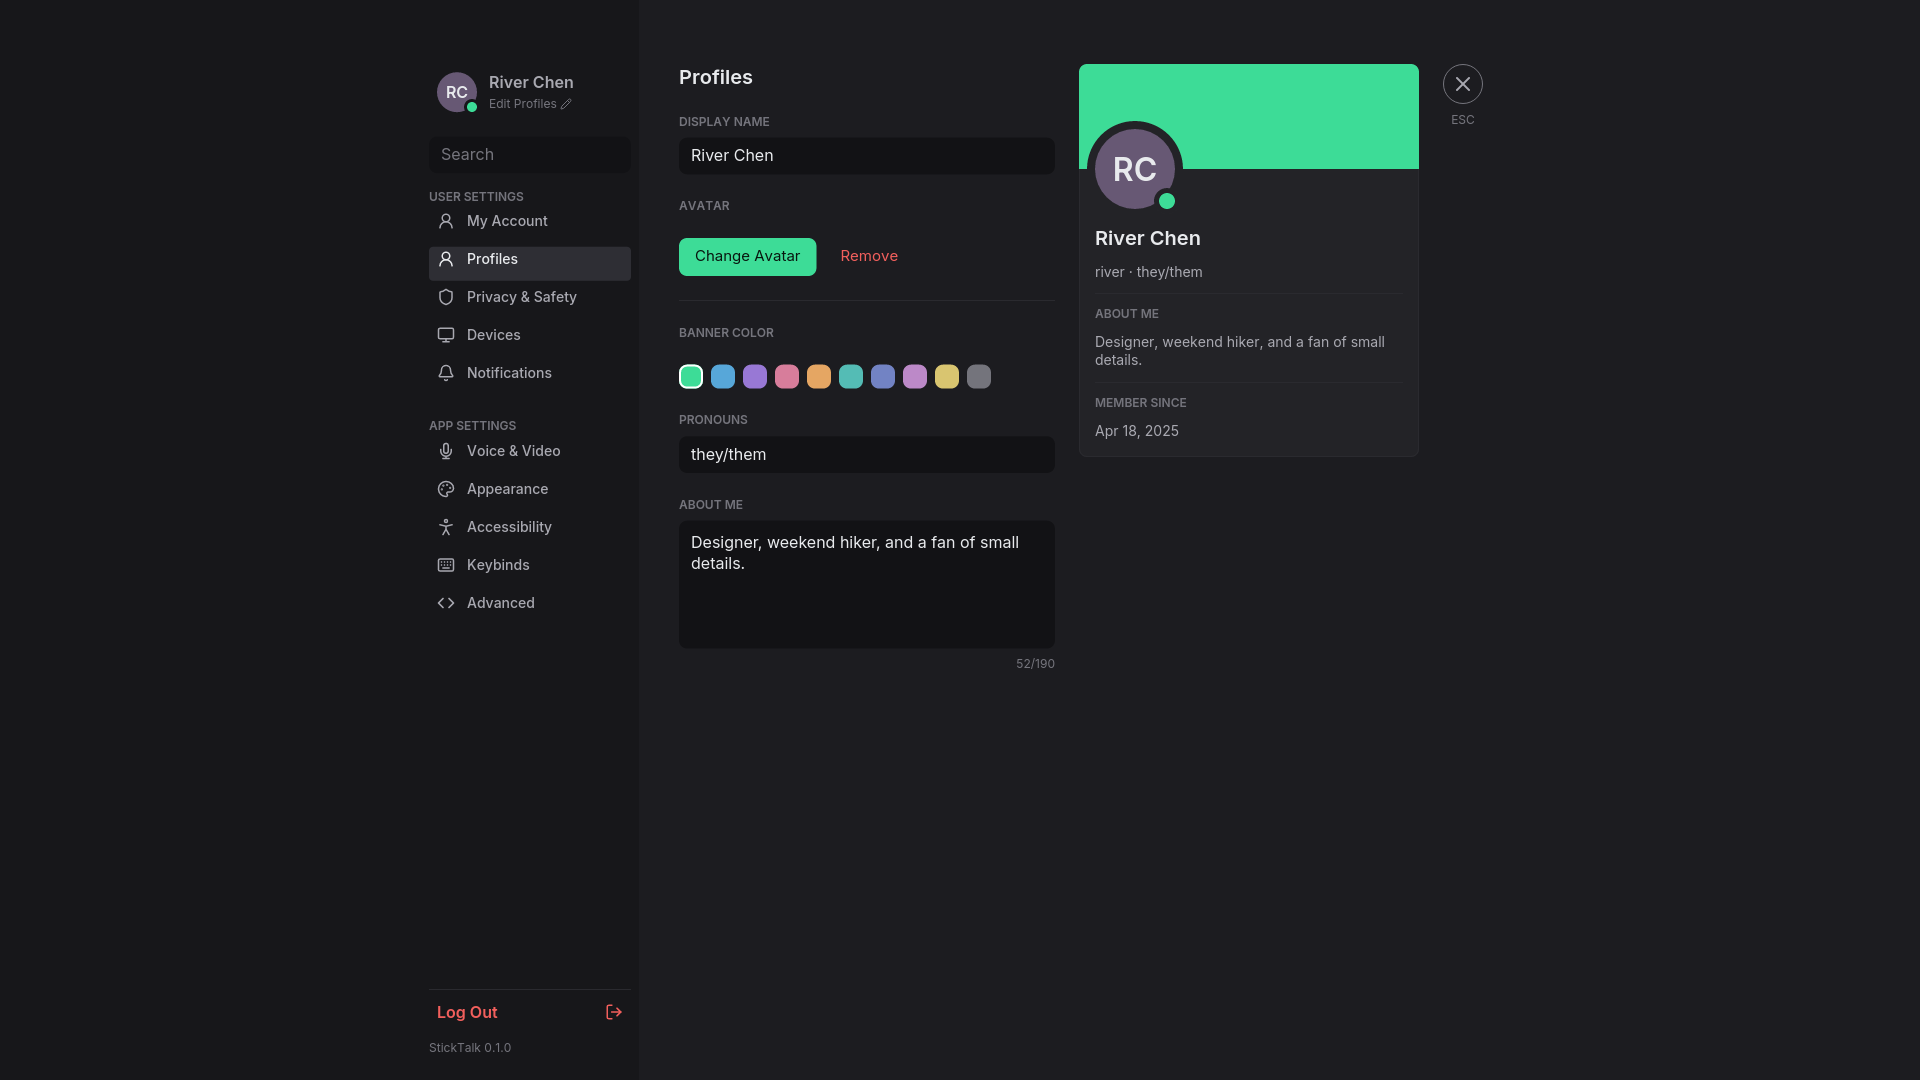 RC
River Chen
Edit Profiles
Search
USER SETTINGS
My Account
Profiles
Privacy & Safety
Devices
Notifications
APP SETTINGS
Voice & Video
Appearance
Accessibility
Keybinds
Advanced
Log Out
StickTalk 0.1.0
Profiles
DISPLAY NAME
River Chen
AVATAR
Change Avatar
Remove
BANNER COLOR
PRONOUNS
they/them
ABOUT ME
Designer, weekend hiker, and a fan of small
details.
52/190
RC
River Chen
river · they/them
ABOUT ME
Designer, weekend hiker, and a fan of small
details.
MEMBER SINCE
Apr 18, 2025
ESC